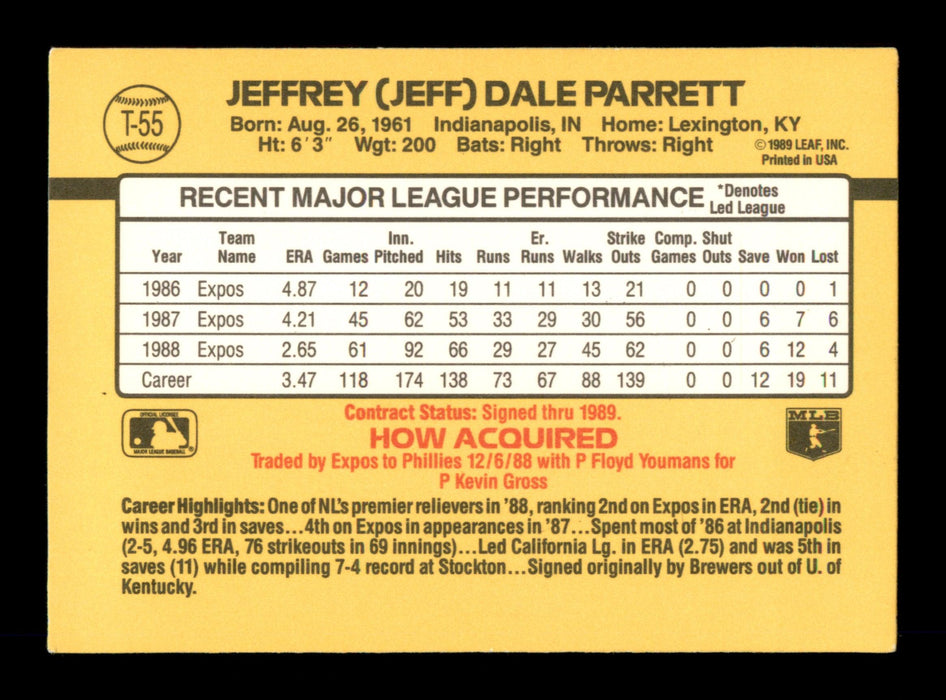 T-55
JEFFREY (JEFF) DALE PARRETT
Born: Aug. 26, 1961 Indianapolis, IN Home: Lexington, KY
Ht: 6'3" Wgt: 200 Bats: Right Throws: Right
© 1989 LEAF, INC.
Printed in USA
RECENT MAJOR LEAGUE PERFORMANCE *Denotes Led League
Year Team Name ERA Games Inn. Pitched Hits Runs Er. Runs Walks Strike Outs Comp. Games Shut Outs Save Won Lost
1986 Expos 4.87 12 20 19 11 11 13 21 0 0 0 0 1
1987 Expos 4.21 45 62 53 33 29 30 56 0 0 6 7 6
1988 Expos 2.65 61 92 66 29 27 45 62 0 0 6 12 4
Career 3.47 118 174 138 73 67 88 139 0 0 12 19 11
OFFICIAL LICENSEE
MAJOR LEAGUE BASEBALL
Contract Status: Signed thru 1989.
HOW ACQUIRED
Traded by Expos to Phillies 12/6/88 with P Floyd Youmans for
P Kevin Gross
MLB
Career Highlights: One of NL's premier relievers in '88, ranking 2nd on Expos in ERA, 2nd (tie) in
wins and 3rd in saves...4th on Expos in appearances in '87...Spent most of '86 at Indianapolis
(2-5, 4.96 ERA, 76 strikeouts in 69 innings)...Led California Lg. in ERA (2.75) and was 5th in
saves (11) while compiling 7-4 record at Stockton...Signed originally by Brewers out of U. of
Kentucky.